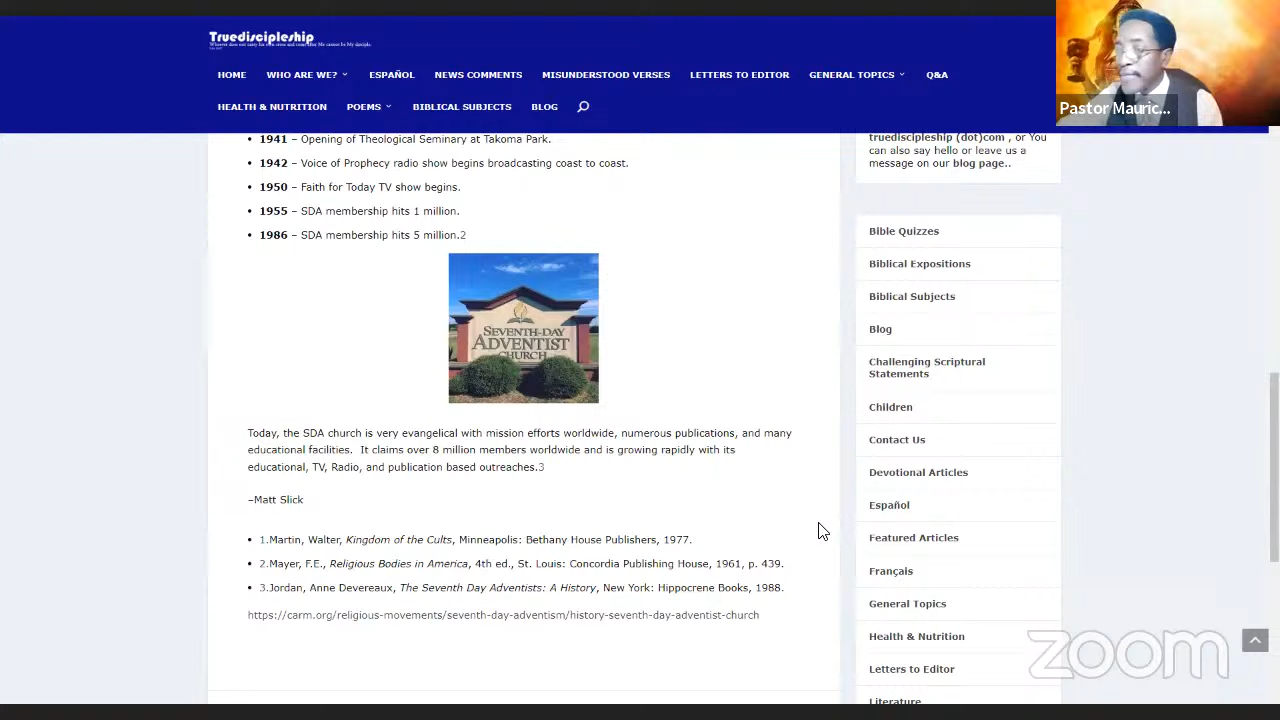 Truediscipleship
HOME WHO ARE WE? ESPAÑOL NEWS COMMENTS MISUNDERSTOOD VERSES LETTERS TO EDITOR GENERAL TOPICS Q&A
HEALTH & NUTRITION POEMS BIBLICAL SUBJECTS BLOG
Pastor Mauric...
• 1941 – Opening of Theological Seminary at Takoma Park.
• 1942 – Voice of Prophecy radio show begins broadcasting coast to coast.
• 1950 – Faith for Today TV show begins.
• 1955 – SDA membership hits 1 million.
• 1986 – SDA membership hits 5 million.2
SEVENTH-DAY
ADVENTIST
CHURCH
Today, the SDA church is very evangelical with mission efforts worldwide, numerous publications, and many
educational facilities.  It claims over 8 million members worldwide and is growing rapidly with its
educational, TV, Radio, and publication based outreaches.3
–Matt Slick
• 1.Martin, Walter, Kingdom of the Cults, Minneapolis: Bethany House Publishers, 1977.
• 2.Mayer, F.E., Religious Bodies in America, 4th ed., St. Louis: Concordia Publishing House, 1961, p. 439.
• 3.Jordan, Anne Devereaux, The Seventh Day Adventists: A History, New York: Hippocrene Books, 1988.
https://carm.org/religious-movements/seventh-day-adventism/history-seventh-day-adventist-church
truediscipleship (dot)com , or You
can also say hello or leave us a
message on our blog page..
Bible Quizzes
Biblical Expositions
Biblical Subjects
Blog
Challenging Scriptural
Statements
Children
Contact Us
Devotional Articles
Español
Featured Articles
Français
General Topics
Health & Nutrition
Letters to Editor
Literature
zoom